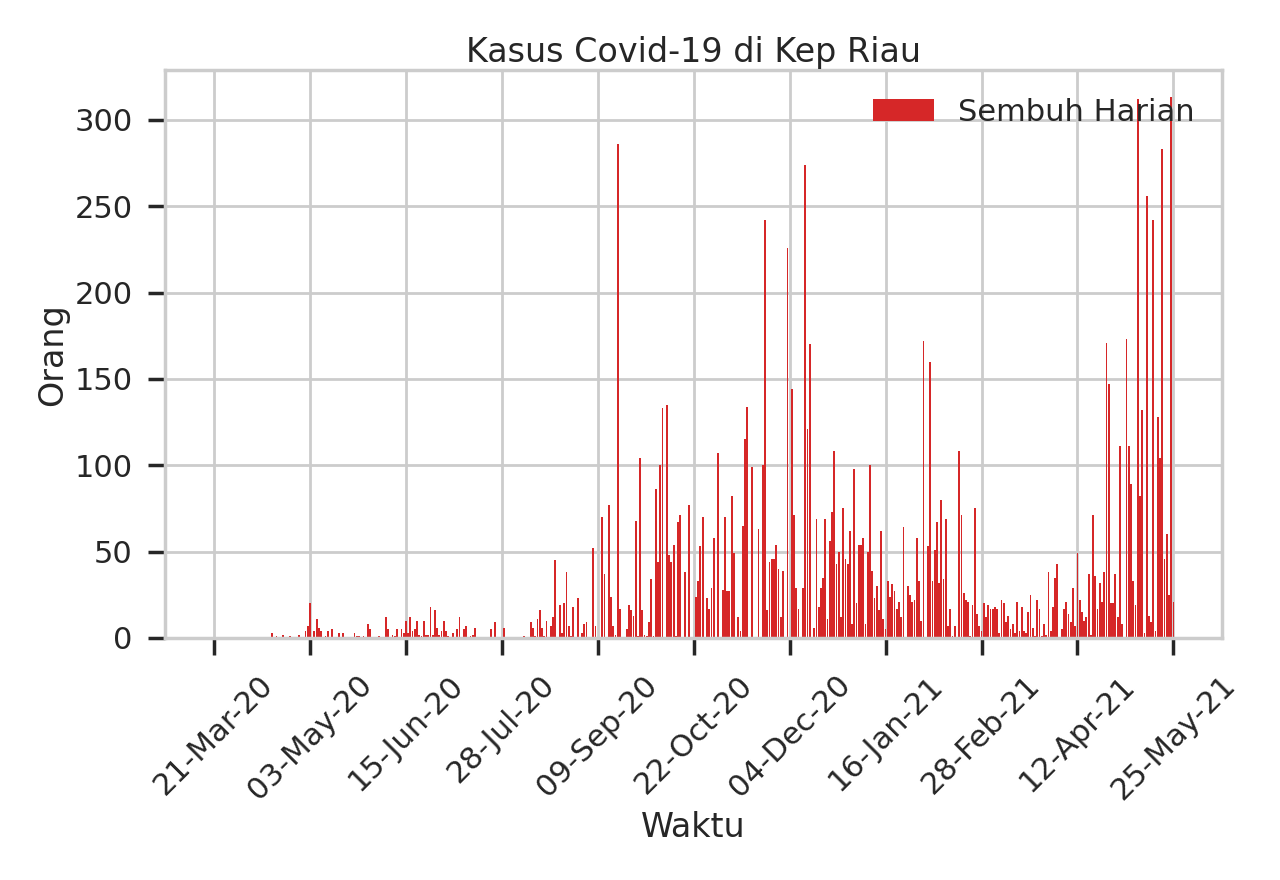 Kasus Covid-19 di Kep Riau
Sembuh Harian
Orang
300
250
200
150
100
50
0
21-Mar-20
03-May-20
15-Jun-20
28-Jul-20
09-Sep-20
22-Oct-20
04-Dec-20
16-Jan-21
28-Feb-21
12-Apr-21
25-May-21
Waktu